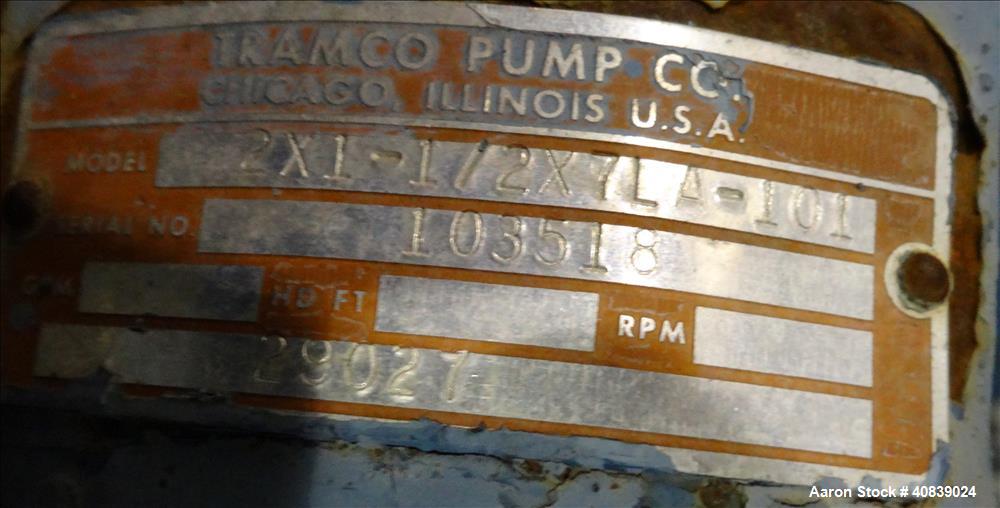 TRAMCO PUMP CO.
CHICAGO, ILLINOIS U.S.A.
MODEL 2X1-1/2X7LA-101
SERIAL NO. 103518
GPM HD FT RPM
29027
Aaron Stock # 40839024